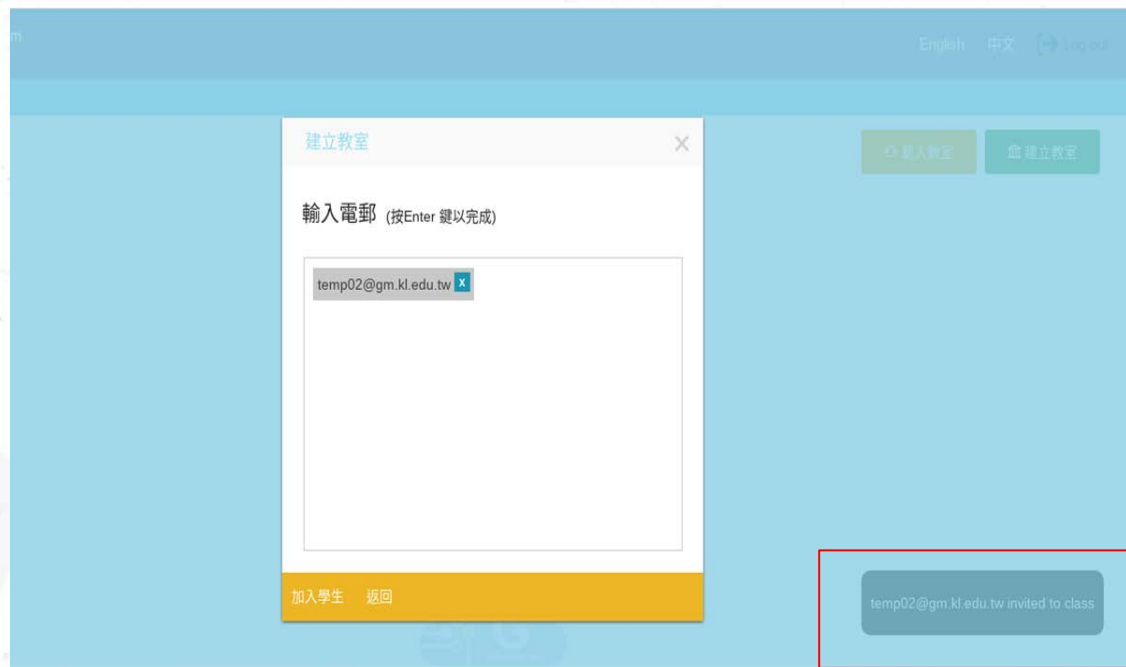 m
English 中文 Log-out
建立教室
載入教室 建立教室
輸入電郵 (按Enter 鍵以完成)
temp02@gm.kl.edu.tw x
加入學生 返回
temp02@gm.kl.edu.tw invited to class